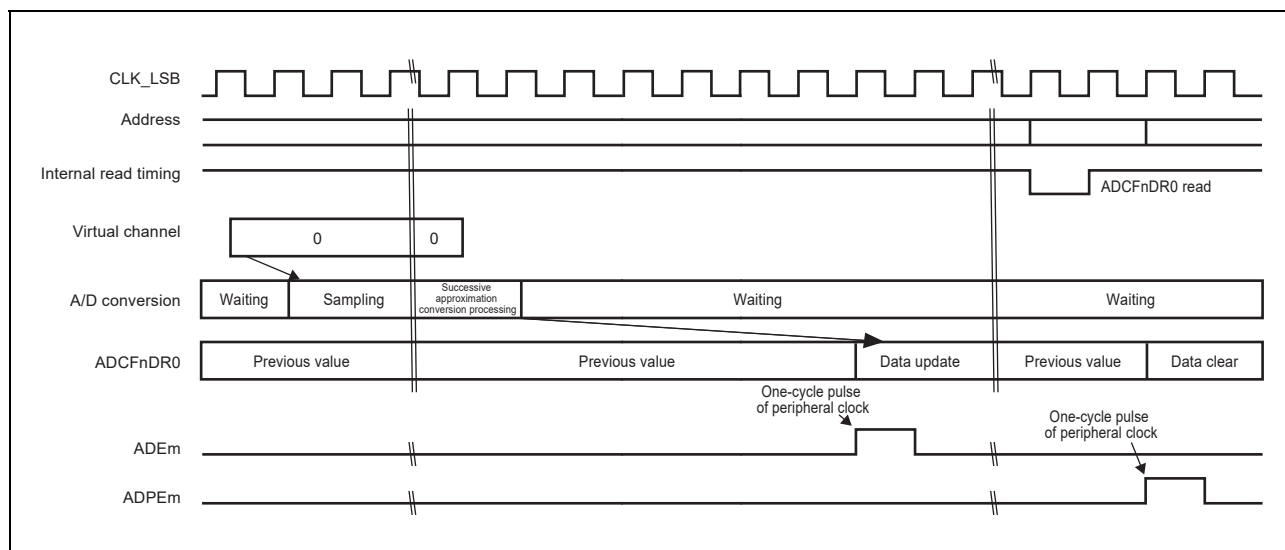 CLK_LSB
Address
Internal read timing
ADCFnDR0 read
Virtual channel
0
0
A/D conversion
Waiting
Sampling
Successive
approximation
conversion processing
Waiting
Waiting
ADCFnDR0
Previous value
Previous value
Data update
Previous value
Data clear
One-cycle pulse
of peripheral clock
One-cycle pulse
of peripheral clock
ADEm
ADPEm